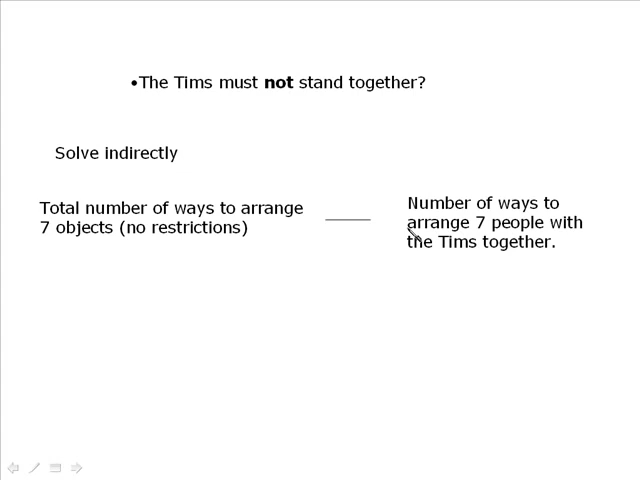 •The Tims must not stand together?
Solve indirectly
Total number of ways to arrange
7 objects (no restrictions)
Number of ways to
arrange 7 people with
the Tims together.